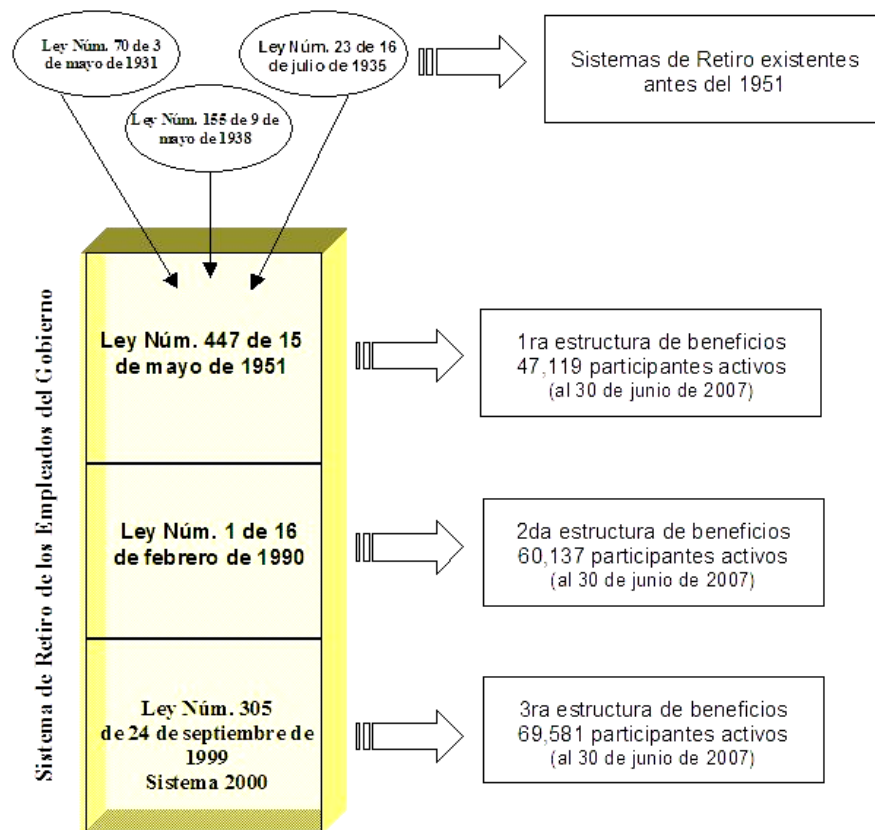 Ley Núm. 70 de 3
de mayo de 1931
Ley Núm. 23 de 16
de julio de 1935
Ley Núm. 155 de 9 de
mayo de 1938
Sistemas de Retiro existentes
antes del 1951
Sistema de Retiro de los Empleados del Gobierno
Ley Núm. 447 de 15
de mayo de 1951
1ra estructura de beneficios
47,119 participantes activos
(al 30 de junio de 2007)
Ley Núm. 1 de 16
de febrero de 1990
2da estructura de beneficios
60,137 participantes activos
(al 30 de junio de 2007)
Ley Núm. 305
de 24 de septiembre de
1999
Sistema 2000
3ra estructura de beneficios
69,581 participantes activos
(al 30 de junio de 2007)